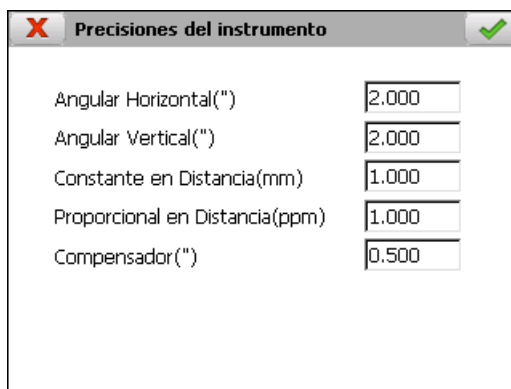 Precisiones del instrumento
Angular Horizontal(") 2.000
Angular Vertical(") 2.000
Constante en Distancia(mm) 1.000
Proporcional en Distancia(ppm) 1.000
Compensador(") 0.500